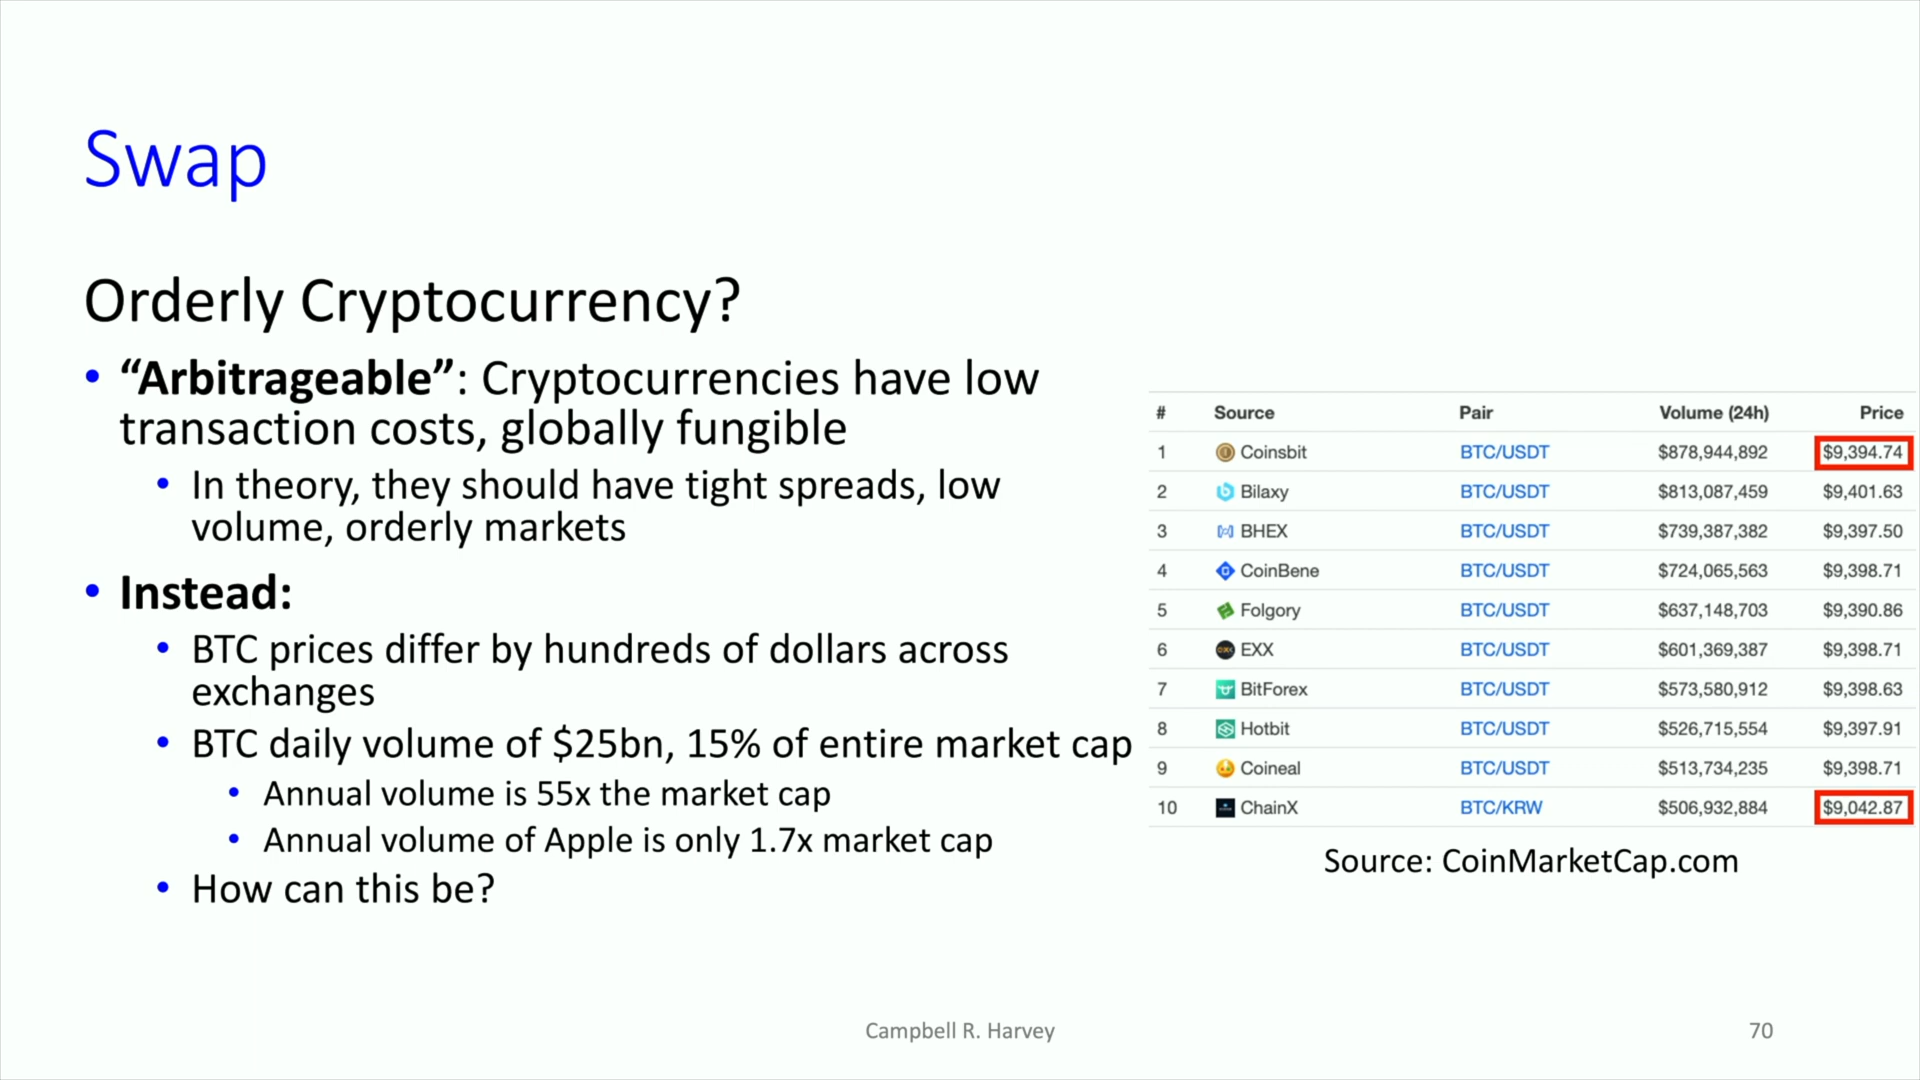 Swap
Orderly Cryptocurrency?
• “Arbitrageable”: Cryptocurrencies have low
transaction costs, globally fungible
• In theory, they should have tight spreads, low
volume, orderly markets
• Instead:
• BTC prices differ by hundreds of dollars across
exchanges
• BTC daily volume of $25bn, 15% of entire market cap
• Annual volume is 55x the market cap
• Annual volume of Apple is only 1.7x market cap
• How can this be?
# Source Pair Volume (24h) Price
1 Coinsbit BTC/USDT $878,944,892 $9,394.74
2 Bilaxy BTC/USDT $813,087,459 $9,401.63
3 BHEX BTC/USDT $739,387,382 $9,397.50
4 CoinBene BTC/USDT $724,065,563 $9,398.71
5 Folgory BTC/USDT $637,148,703 $9,390.86
6 EXX BTC/USDT $601,369,387 $9,398.71
7 BitForex BTC/USDT $573,580,912 $9,398.63
8 Hotbit BTC/USDT $526,715,554 $9,397.91
9 Coineal BTC/USDT $513,734,235 $9,398.71
10 ChainX BTC/KRW $506,932,884 $9,042.87
Source: CoinMarketCap.com
Campbell R. Harvey
70